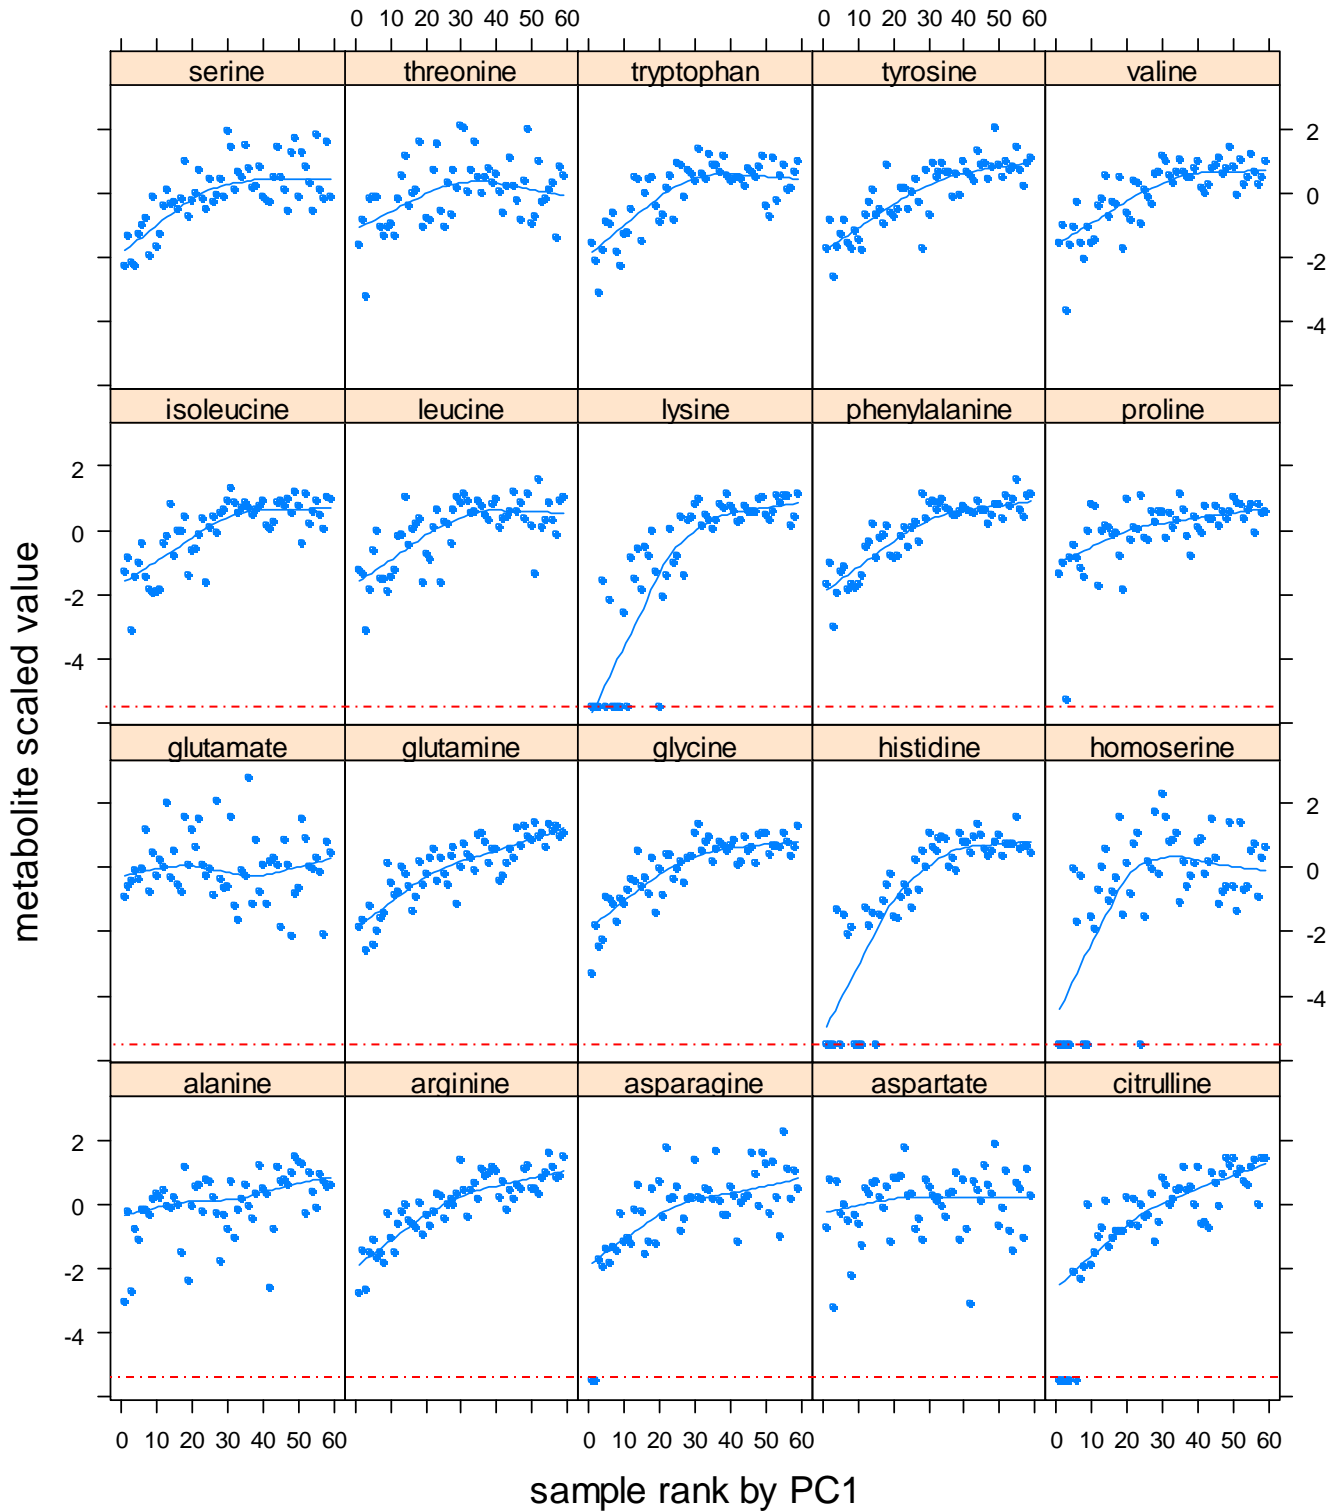 0 10 20 30 40 50 60 0 10 20 30 40 50 60
serine threonine tryptophan tyrosine valine
2
0
-2
-4
isoleucine leucine lysine phenylalanine proline
2
0
-2
-4
metabolite scaled value
glutamate glutamine glycine histidine homoserine
2
0
-2
-4
alanine arginine asparagine aspartate citrulline
2
0
-2
-4
0 10 20 30 40 50 60 0 10 20 30 40 50 60 0 10 20 30 40 50 60
sample rank by PC1